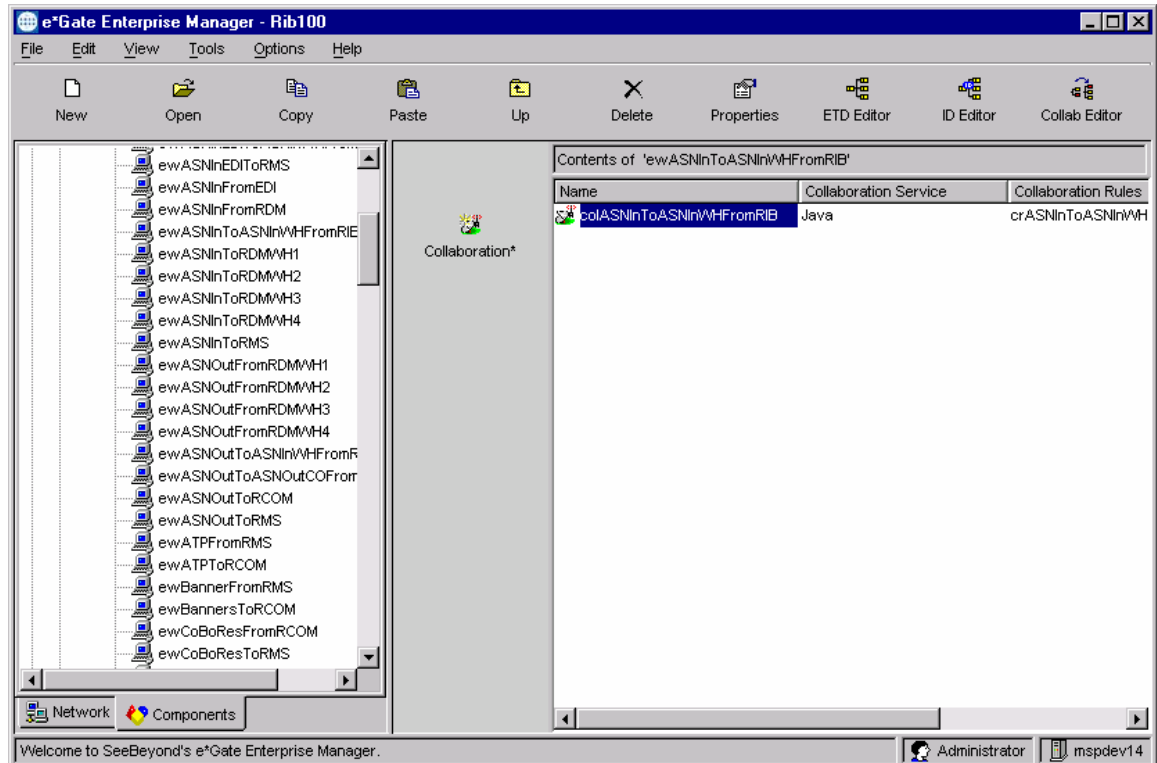 e*Gate Enterprise Manager - Rib100
File Edit View Tools Options Help
New Open Copy Paste Up Delete Properties ETD Editor ID Editor Collab Editor
ewASNInEDIToRMS
ewASNInFromEDI
ewASNInFromRDM
ewASNInToASNInWHFromRIB
ewASNInToRDMWH1
ewASNInToRDMWH2
ewASNInToRDMWH3
ewASNInToRDMWH4
ewASNInToRMS
ewASNOutFromRDMWH1
ewASNOutFromRDMWH2
ewASNOutFromRDMWH3
ewASNOutFromRDMWH4
ewASNOutToASNInWHFromR
ewASNOutToASNOutCOFrom
ewASNOutToRCOM
ewASNOutToRMS
ewATPFromRMS
ewATPToRCOM
ewBannerFromRMS
ewBannersToRCOM
ewCoBoResFromRCOM
ewCoBoResToRMS
Network Components
Collaboration*
Contents of 'ewASNInToASNInWHFromRIB'
Name Collaboration Service Collaboration Rules
colASNInToASNInWHFromRIB Java crASNInToASNInWH
Welcome to SeeBeyond's e*Gate Enterprise Manager. Administrator mspdev14